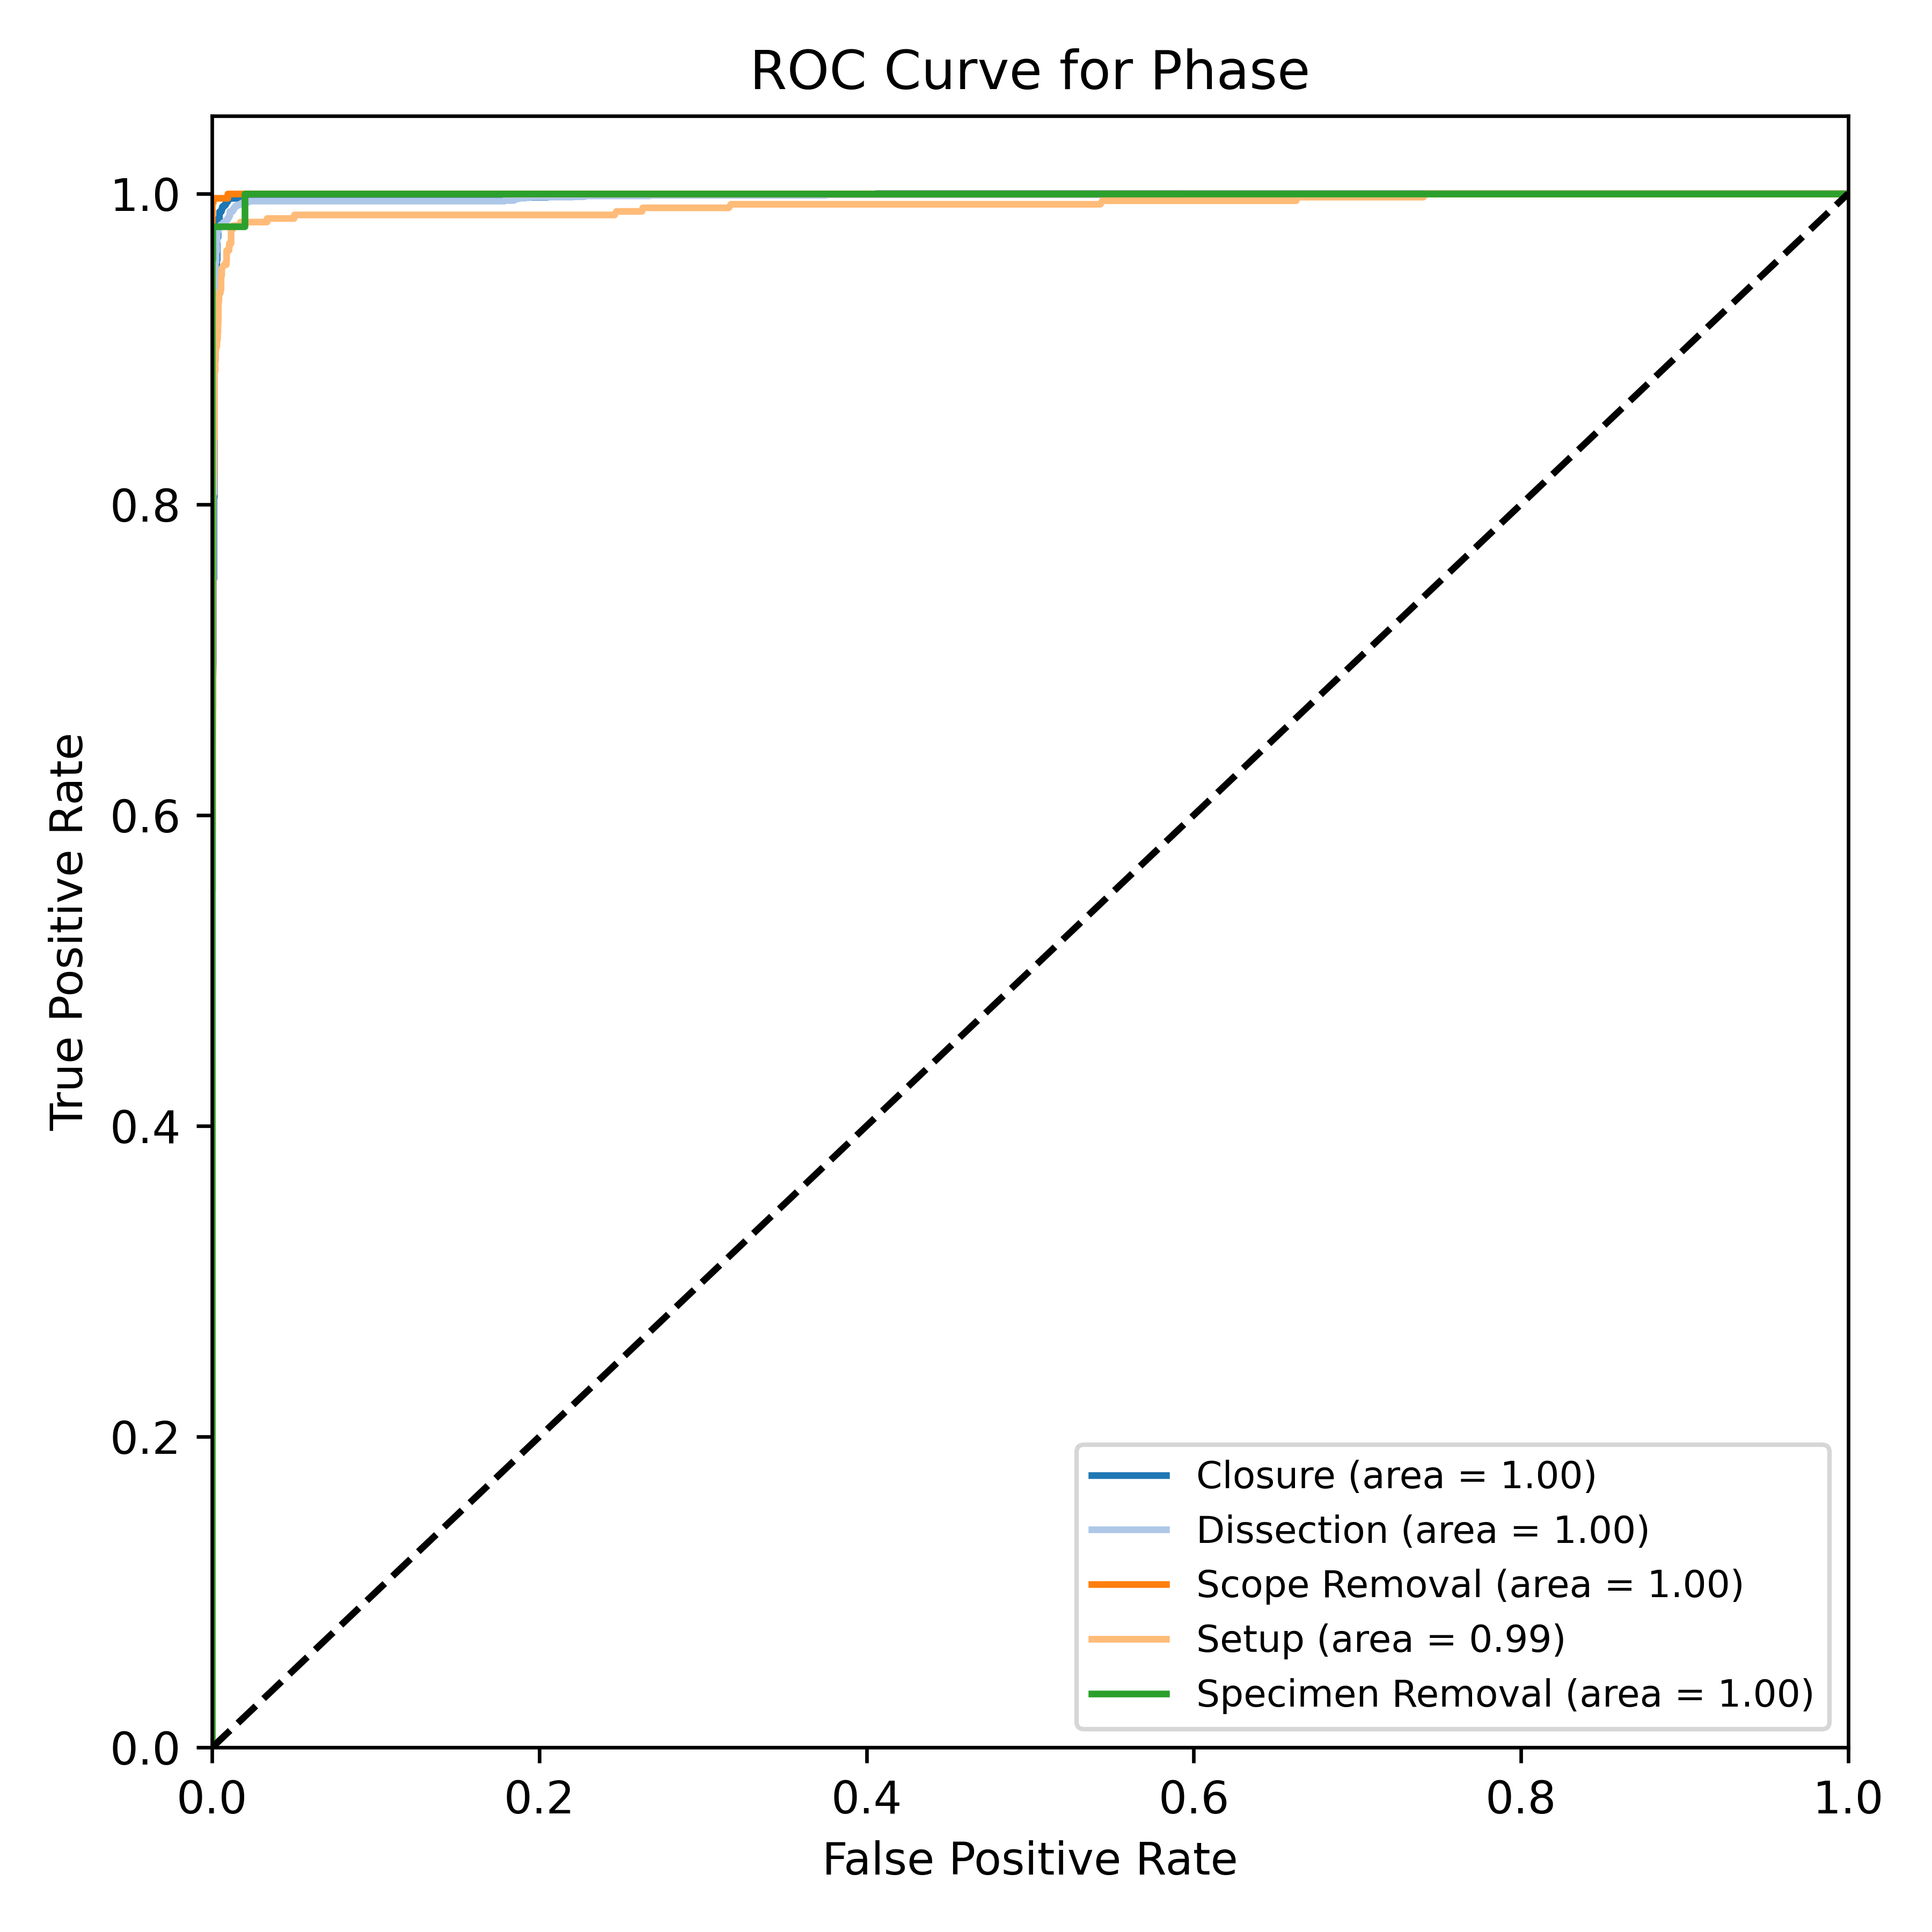 ROC Curve for Phase
True Positive Rate
1.0
0.8
0.6
0.4
0.2
0.0
0.0 0.2 0.4 0.6 0.8 1.0
False Positive Rate
Closure (area = 1.00)
Dissection (area = 1.00)
Scope Removal (area = 1.00)
Setup (area = 0.99)
Specimen Removal (area = 1.00)